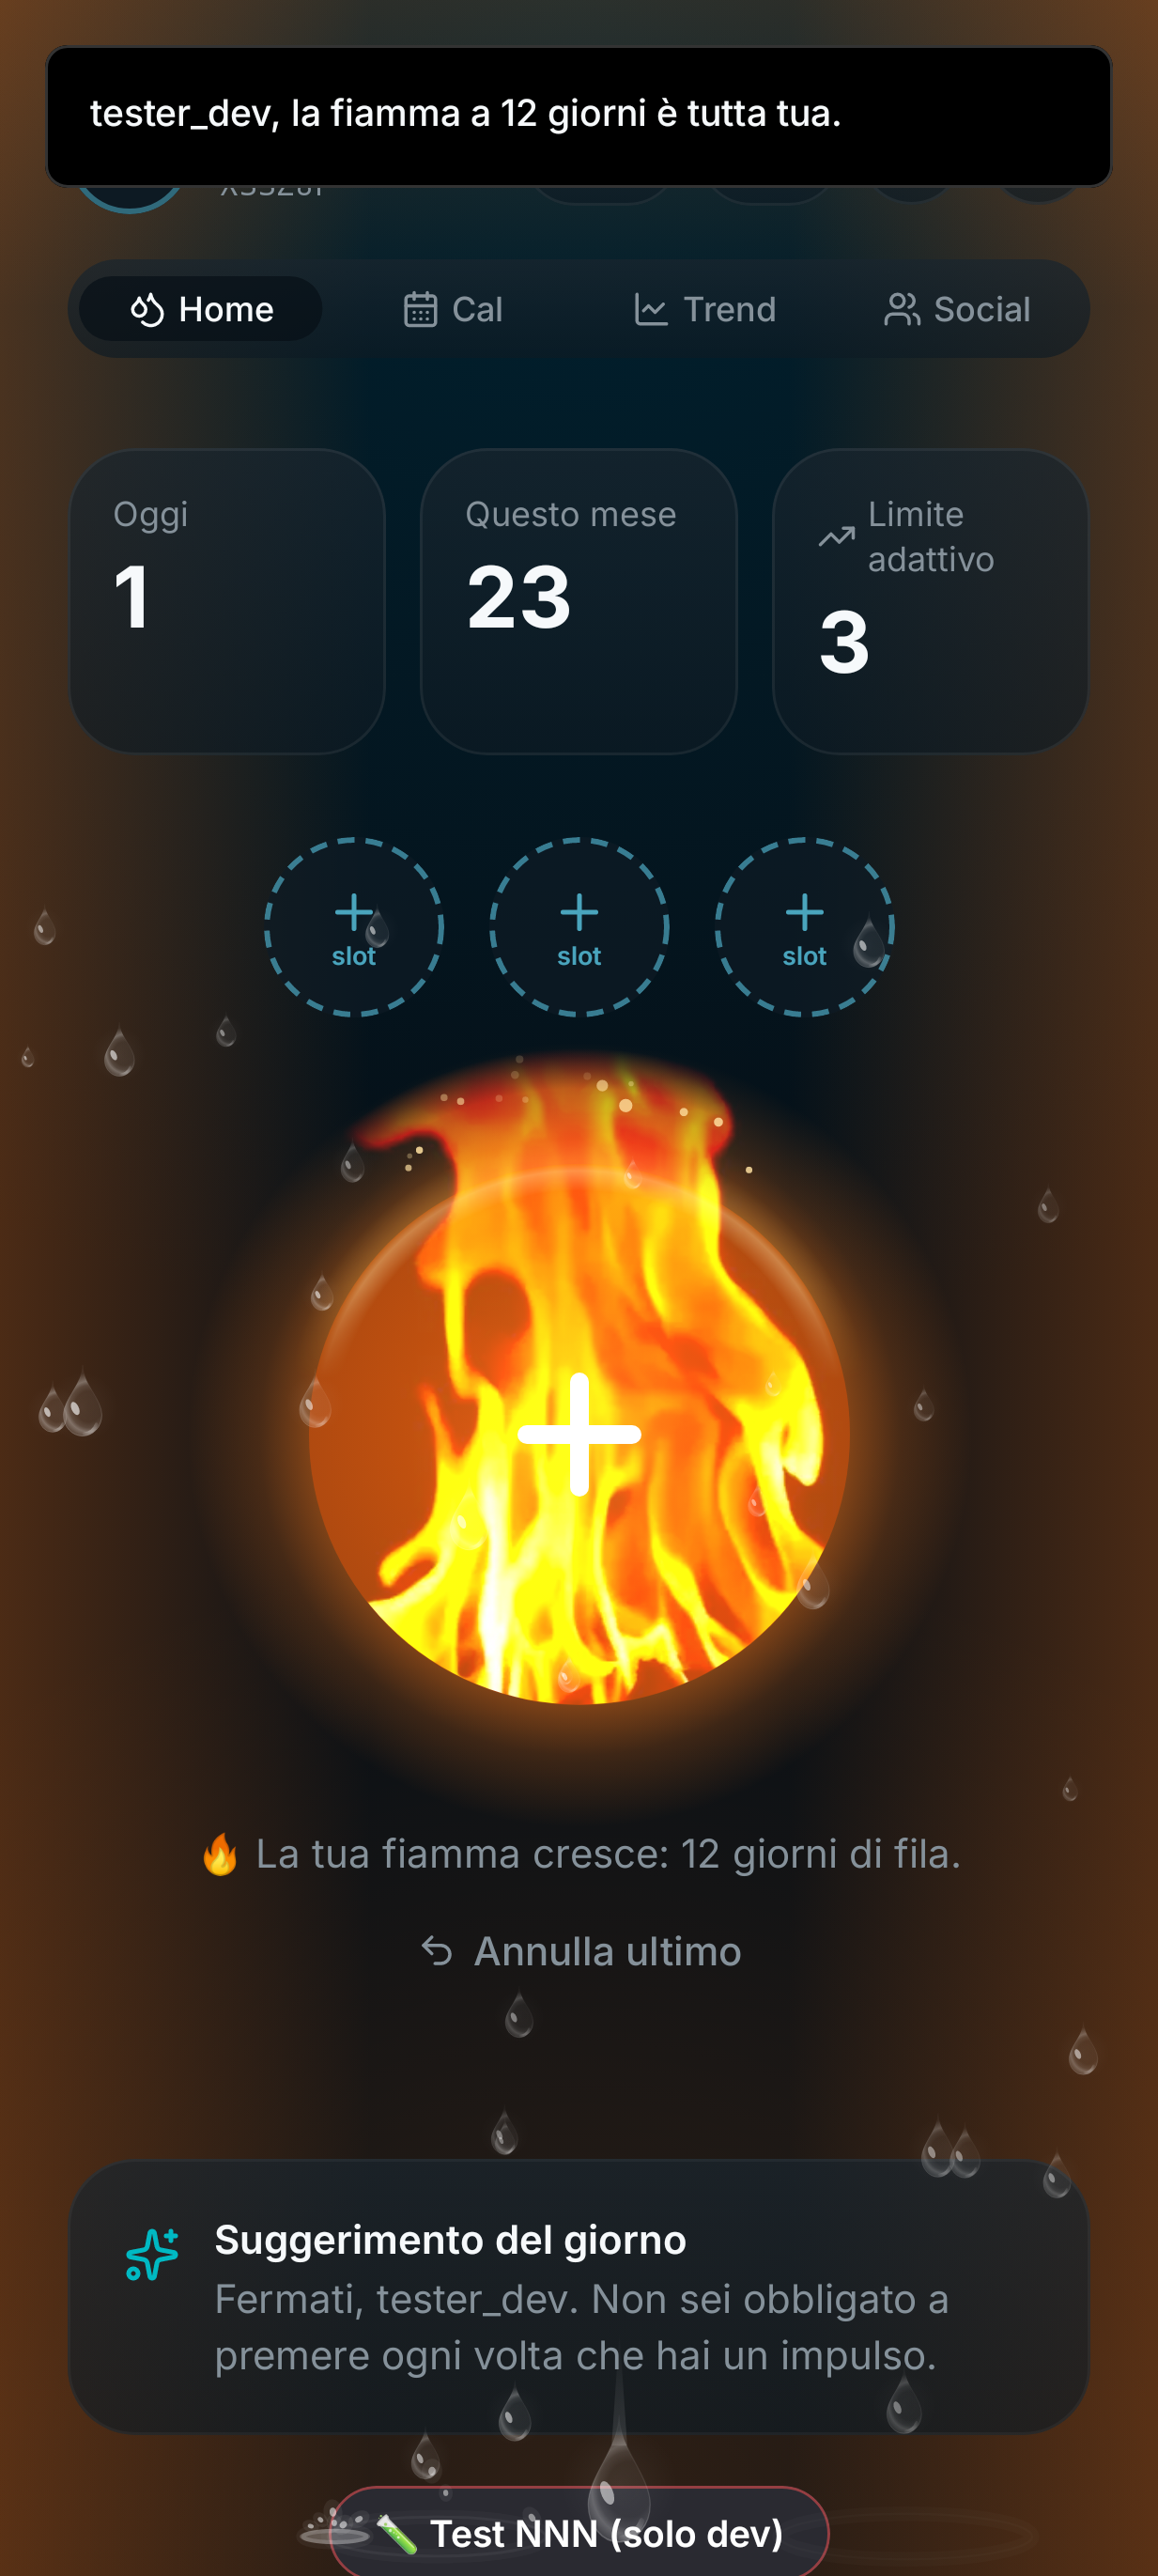 tester_dev, la fiamma a 12 giorni è tutta tua.
Home
Cal
Trend
Social
Oggi
1
Questo mese
23
Limite
adattivo
3
slot
slot
slot
🔥 La tua fiamma cresce: 12 giorni di fila.
Annulla ultimo
Suggerimento del giorno
Fermati, tester_dev. Non sei obbligato a
premere ogni volta che hai un impulso.
🧪 Test NNN (solo dev)